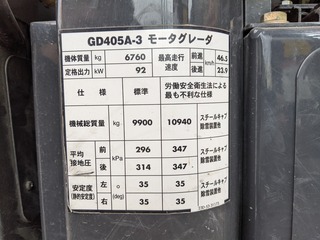 GD405A-3 モータグレーダ
機体質量 kg 6760 最高走行速度 前進 km/h 46.5
定格出力 kW 92 後進 23.9
仕様 標準 労働安全衛生法による最も不利な仕様
機械総質量 kg 9900 10940 スチールキャブ除雪装置他
平均接地圧 前 kPa 296 347 スチールキャブ除雪装置他
後 314 347
安定度 左 ° (deg) 35 35 スチールキャブ除雪装置他
右 35 35